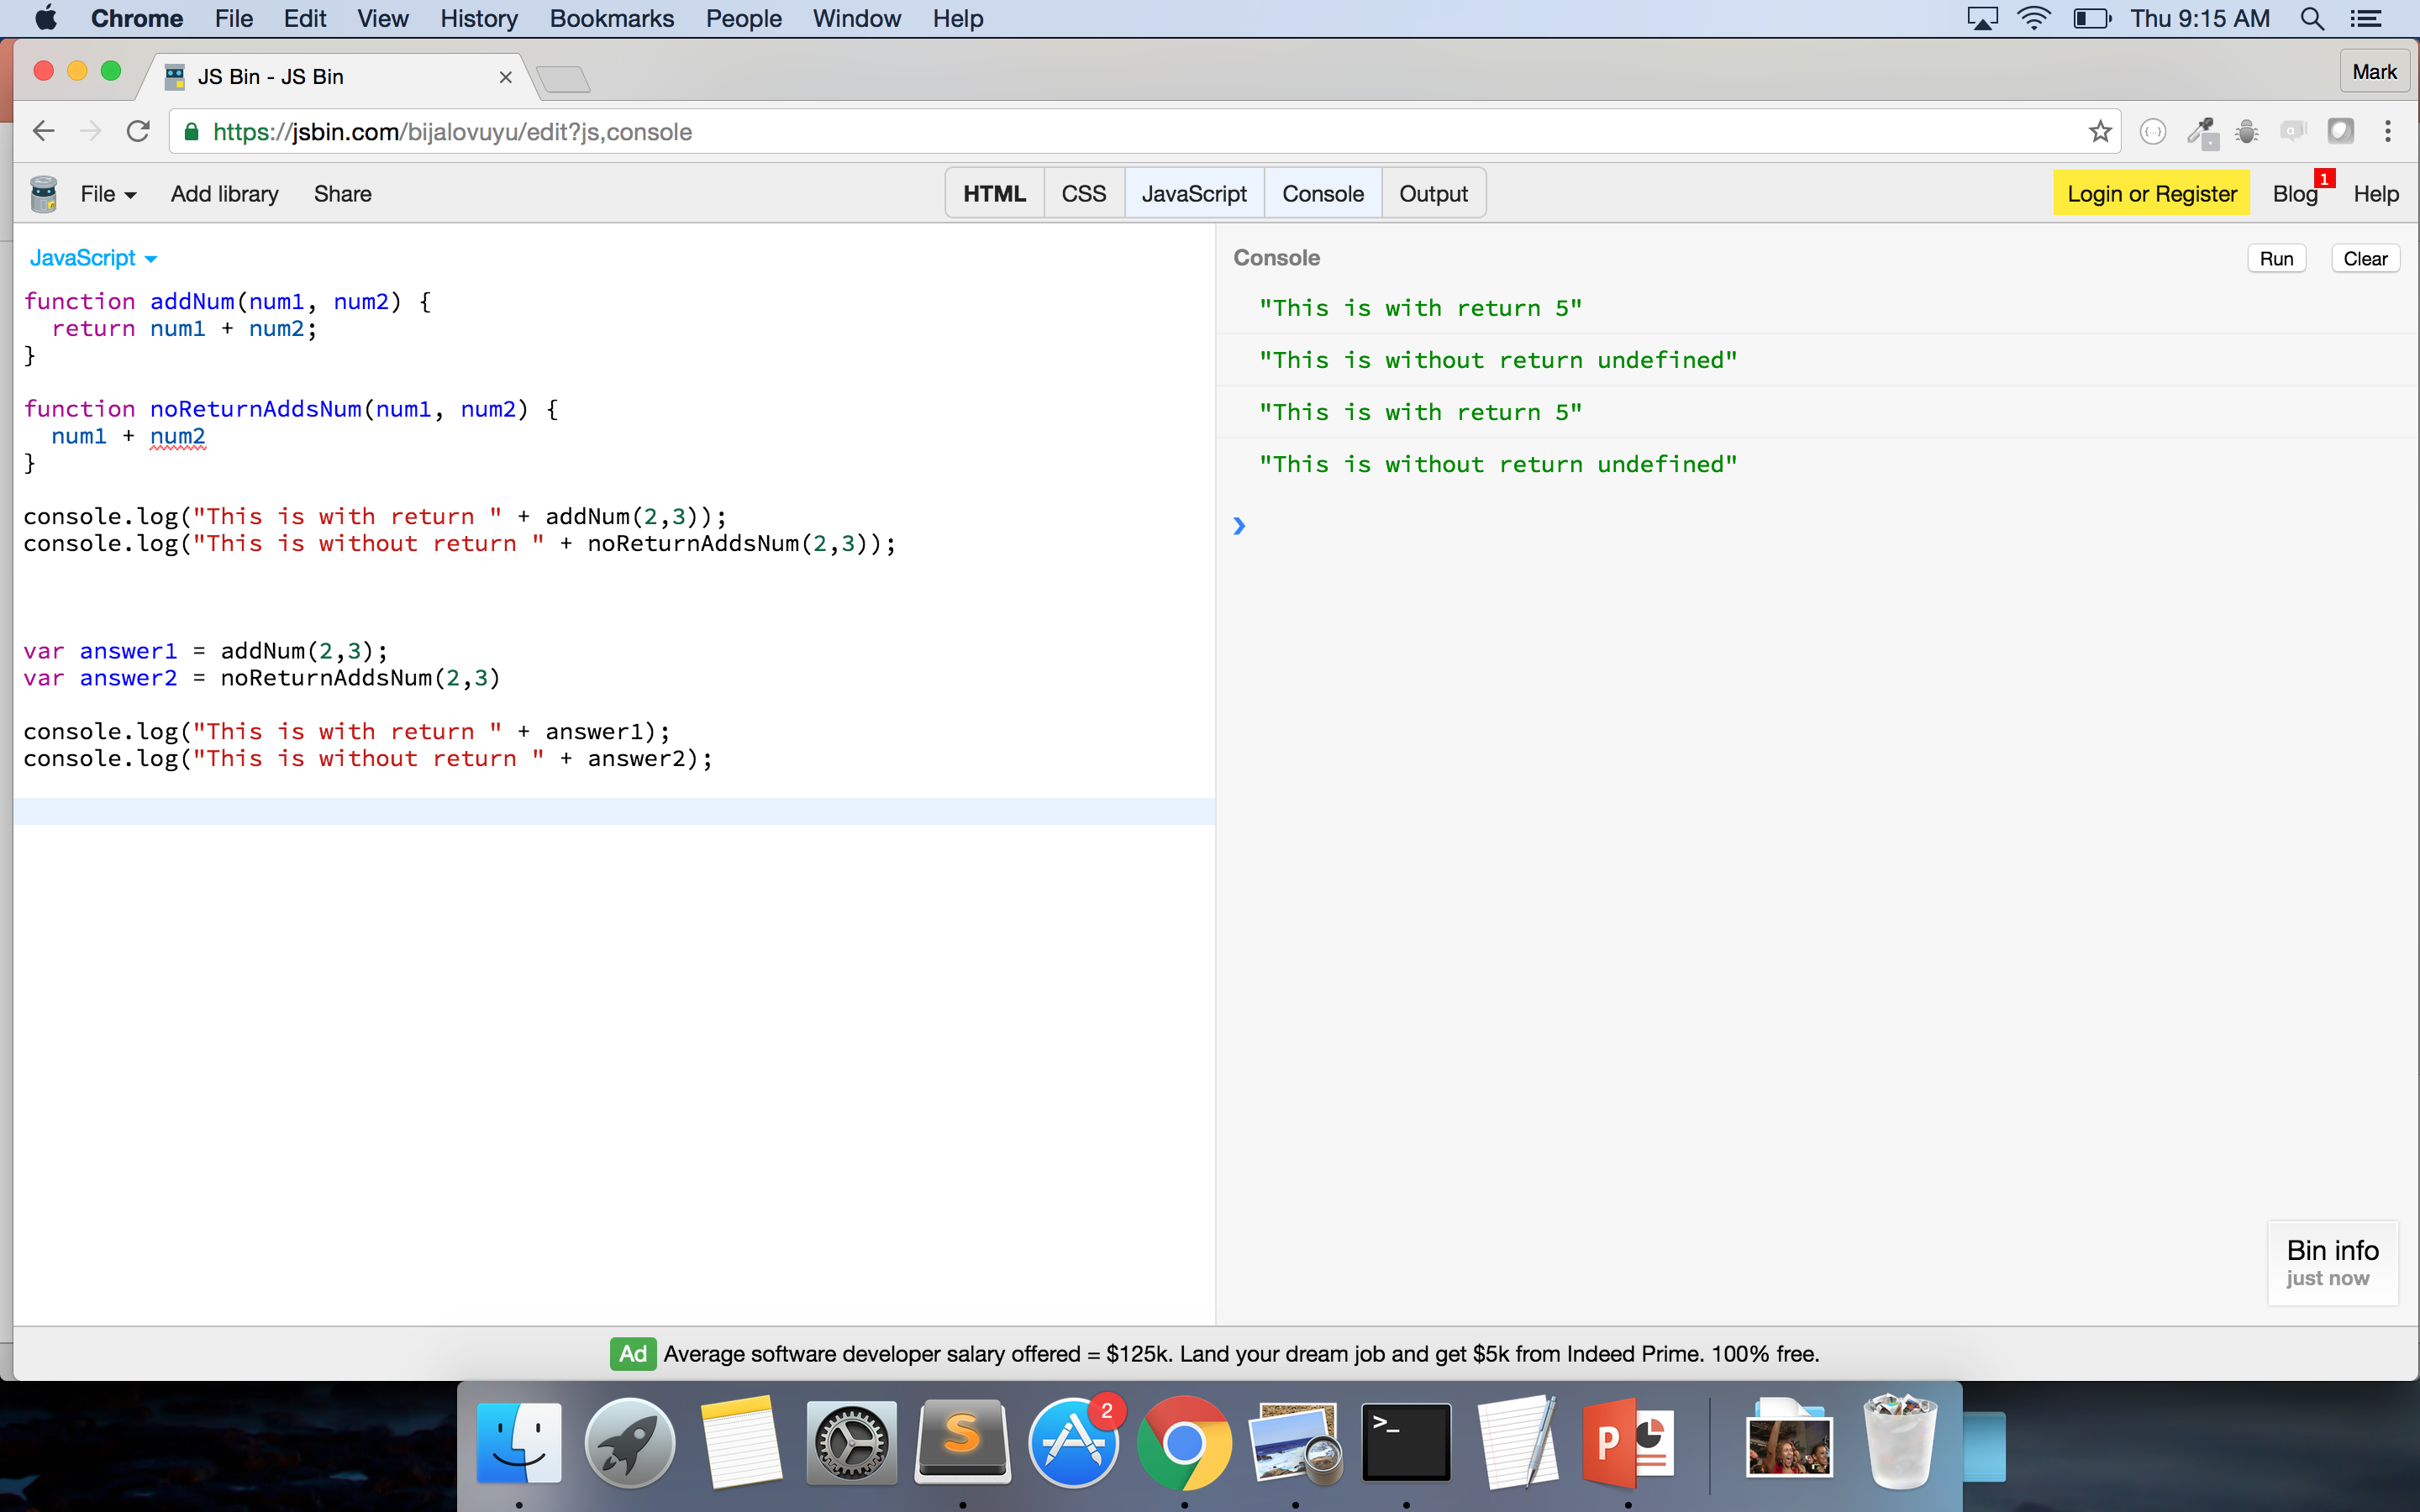 Chrome File Edit View History Bookmarks People Window Help Thu 9:15 AM
JS Bin - JS Bin Mark
https://jsbin.com/bijalovuyu/edit?js,console
File Add library Share HTML CSS JavaScript Console Output Login or Register Blog 1 Help
JavaScript
function addNum(num1, num2) {
  return num1 + num2;
}
function noReturnAddsNum(num1, num2) {
  num1 + num2
}
console.log("This is with return " + addNum(2,3));
console.log("This is without return " + noReturnAddsNum(2,3));
var answer1 = addNum(2,3);
var answer2 = noReturnAddsNum(2,3)
console.log("This is with return " + answer1);
console.log("This is without return " + answer2);
Console Run Clear
"This is with return 5"
"This is without return undefined"
"This is with return 5"
"This is without return undefined"
Bin info
just now
Ad Average software developer salary offered = $125k. Land your dream job and get $5k from Indeed Prime. 100% free.
S 2 >_ P